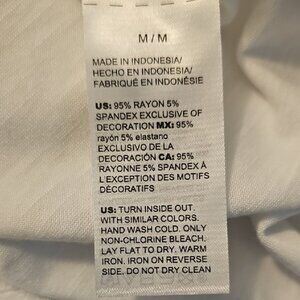 M / M
MADE IN INDONESIA/
HECHO EN INDONESIA/
FABRIQUÉ EN INDONÉSIE
US: 95% RAYON 5%
SPANDEX EXCLUSIVE OF
DECORATION MX: 95%
rayón 5% elastano
EXCLUSIVO DE LA
DECORACIÓN CA: 95%
RAYONNE 5% SPANDEX À
L'EXCEPTION DES MOTIFS
DÉCORATIFS
US: TURN INSIDE OUT.
WITH SIMILAR COLORS.
HAND WASH COLD. ONLY
NON-CHLORINE BLEACH.
LAY FLAT TO DRY. WARM
IRON. IRON ON REVERSE
SIDE. DO NOT DRY CLEAN